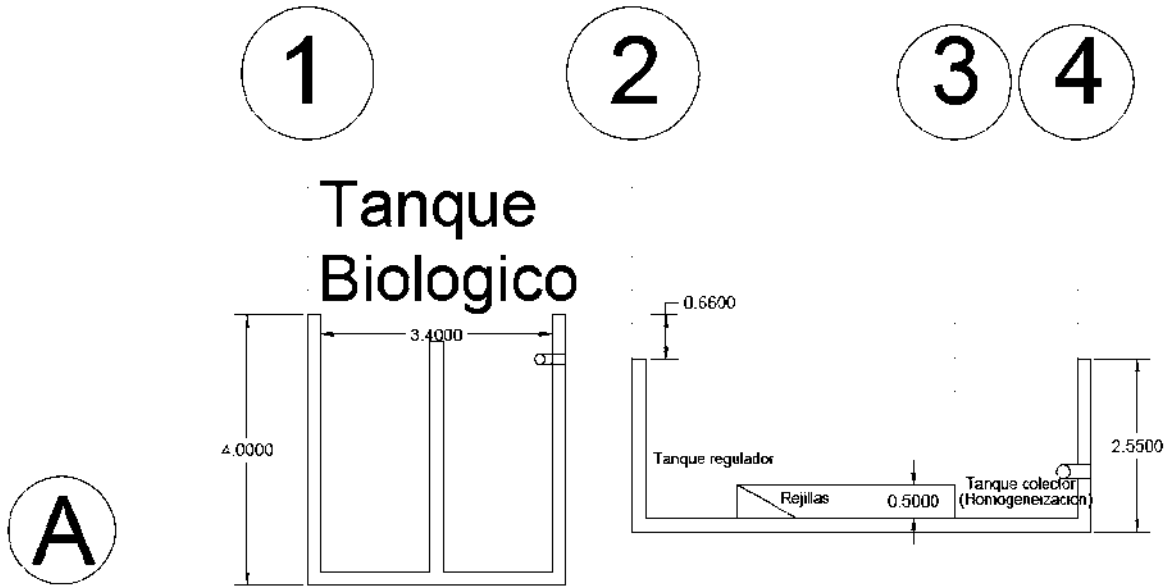 1
2
3
4
Tanque
Biologico
0.6600
3.4000
4.0000
2.5500
Tanque regulador
Rejillas
0.5000
Tanque colector
(Homogeneización)
A